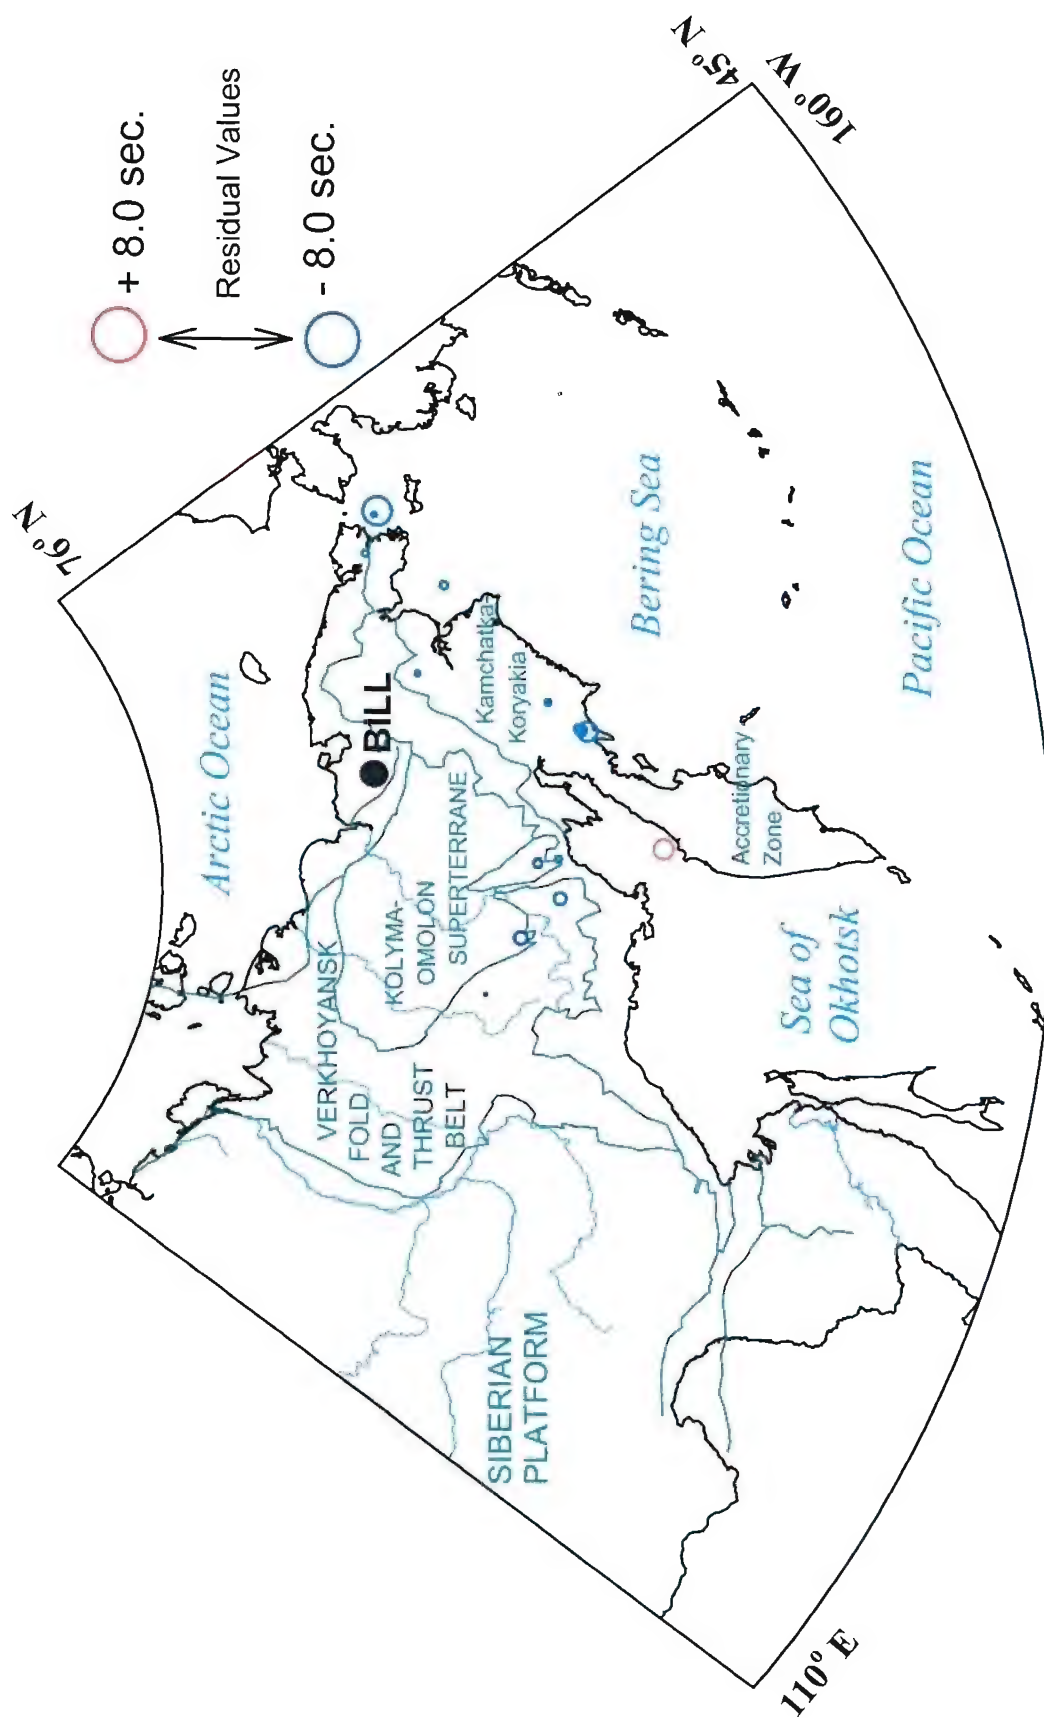 + 8.0 sec.
Residual Values
- 8.0 sec.
76° N
45° N
160° W
110° E
Arctic Ocean
BILL
Bering Sea
Pacific Ocean
Kamchatka
Koryakia
Accretionary
Zone
Sea of
Okhotsk
KOLYMA-
OMOLON
SUPERTERRANE
VERKHOYANSK
FOLD
AND
THRUST
BELT
SIBERIAN
PLATFORM